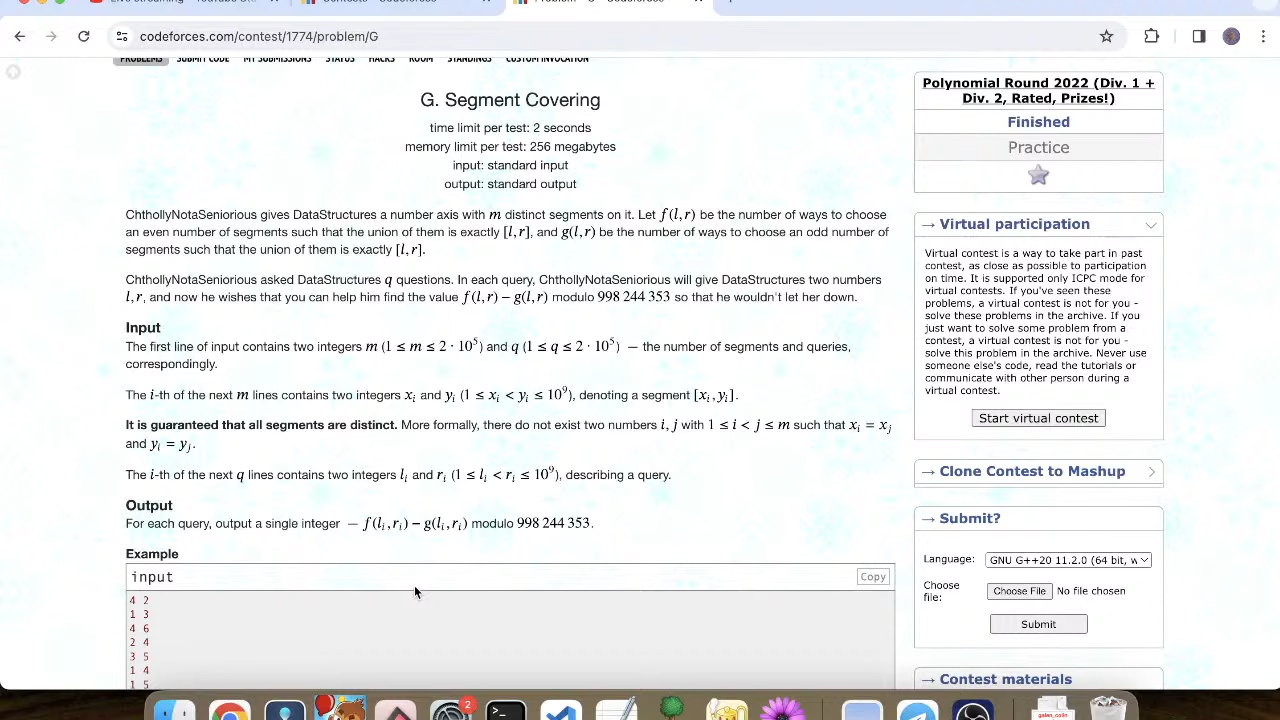 codeforces.com/contest/1774/problem/G
PROBLEMS SUBMIT CODE MY SUBMISSIONS STATUS HACKS ROOM STANDINGS CUSTOM INVOCATION
G. Segment Covering
time limit per test: 2 seconds
memory limit per test: 256 megabytes
input: standard input
output: standard output
ChthollyNotaSeniorious gives DataStructures a number axis with m distinct segments on it. Let f(l, r) be the number of ways to choose
an even number of segments such that the union of them is exactly [l, r], and g(l, r) be the number of ways to choose an odd number of
segments such that the union of them is exactly [l, r].
ChthollyNotaSeniorious asked DataStructures q questions. In each query, ChthollyNotaSeniorious will give DataStructures two numbers
l, r, and now he wishes that you can help him find the value f(l, r) − g(l, r) modulo 998 244 353 so that he wouldn't let her down.
Input
The first line of input contains two integers m (1 ≤ m ≤ 2 · 10⁵) and q (1 ≤ q ≤ 2 · 10⁵) — the number of segments and queries,
correspondingly.
The i-th of the next m lines contains two integers xᵢ and yᵢ (1 ≤ xᵢ < yᵢ ≤ 10⁹), denoting a segment [xᵢ, yᵢ].
It is guaranteed that all segments are distinct. More formally, there do not exist two numbers i, j with 1 ≤ i < j ≤ m such that xᵢ = xⱼ
and yᵢ = yⱼ.
The i-th of the next q lines contains two integers lᵢ and rᵢ (1 ≤ lᵢ < rᵢ ≤ 10⁹), describing a query.
Output
For each query, output a single integer — f(lᵢ, rᵢ) − g(lᵢ, rᵢ) modulo 998 244 353.
Example
input
Copy
4 2
1 3
4 6
2 4
3 5
1 4
1 5
Polynomial Round 2022 (Div. 1 +
Div. 2, Rated, Prizes!)
Finished
Practice
→ Virtual participation
Virtual contest is a way to take part in past
contest, as close as possible to participation
on time. It is supported only ICPC mode for
virtual contests. If you've seen these
problems, a virtual contest is not for you -
solve these problems in the archive. If you
just want to solve some problem from a
contest, a virtual contest is not for you -
solve this problem in the archive. Never use
someone else's code, read the tutorials or
communicate with other person during a
virtual contest.
Start virtual contest
→ Clone Contest to Mashup
→ Submit?
Language: GNU G++20 11.2.0 (64 bit, w
Choose
file: Choose File No file chosen
Submit
→ Contest materials
2